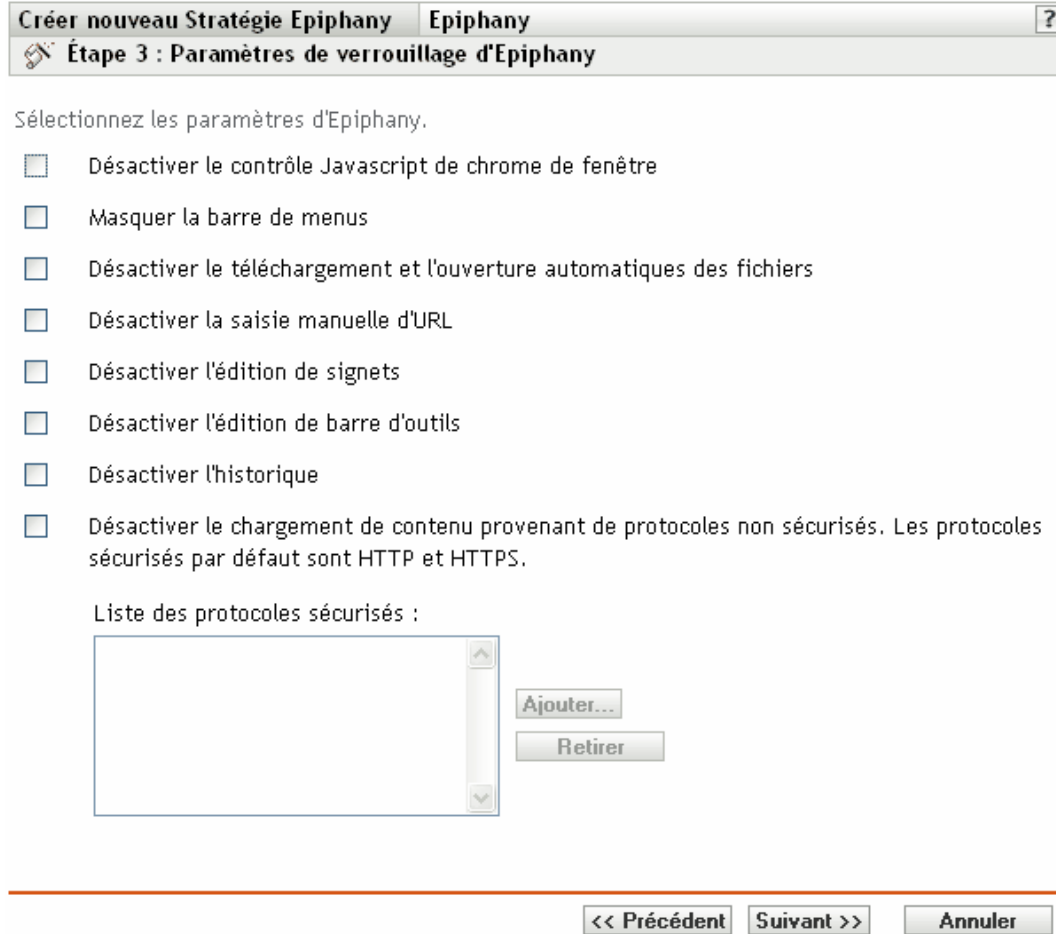 Créer nouveau Stratégie Epiphany Epiphany ?
Étape 3 : Paramètres de verrouillage d'Epiphany
Sélectionnez les paramètres d'Epiphany.
Désactiver le contrôle Javascript de chrome de fenêtre
Masquer la barre de menus
Désactiver le téléchargement et l'ouverture automatiques des fichiers
Désactiver la saisie manuelle d'URL
Désactiver l'édition de signets
Désactiver l'édition de barre d'outils
Désactiver l'historique
Désactiver le chargement de contenu provenant de protocoles non sécurisés. Les protocoles
sécurisés par défaut sont HTTP et HTTPS.
Liste des protocoles sécurisés :
Ajouter...
Retirer
<< Précédent Suivant >> Annuler